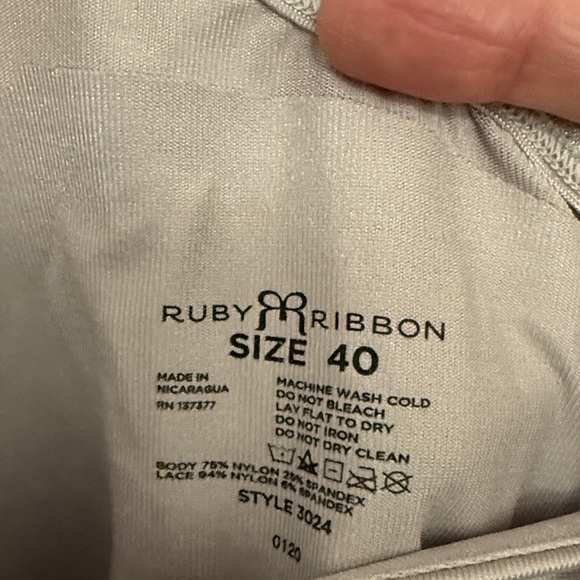 RUBY RIBBON
SIZE 40
MADE IN
NICARAGUA
RN 137377
MACHINE WASH COLD
DO NOT BLEACH
LAY FLAT TO DRY
DO NOT IRON
DO NOT DRY CLEAN
BODY 75% NYLON 25% SPANDEX
LACE 94% NYLON 6% SPANDEX
STYLE 3024
0120